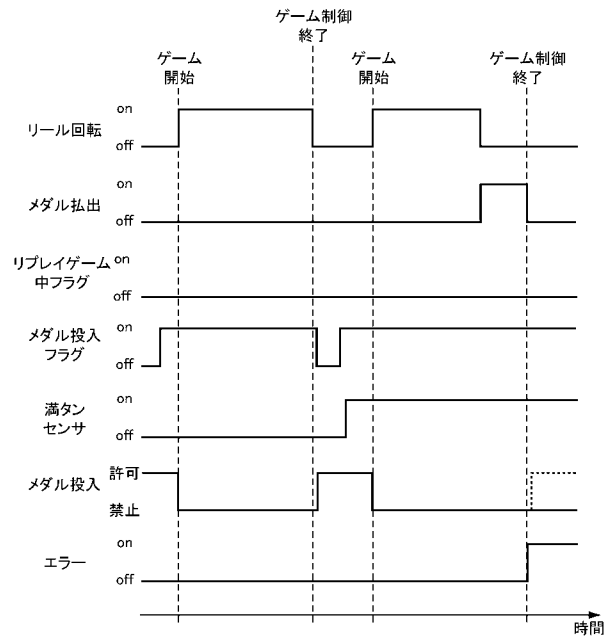 ゲーム制御
終了
ゲーム
開始
ゲーム
開始
ゲーム制御
終了
リール回転
on
off
メダル払出
on
off
リプレイゲーム
中フラグ
on
off
メダル投入
フラグ
on
off
満タン
センサ
on
off
メダル投入
許可
禁止
エラー
on
off
時間